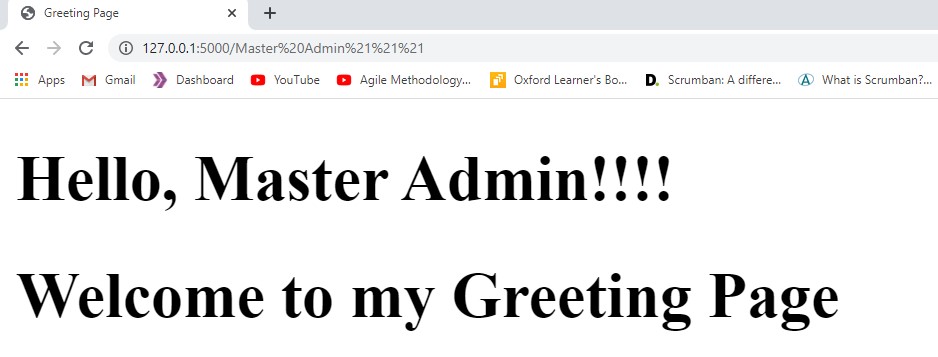 Greeting Page
127.0.0.1:5000/Master%20Admin%21%21%21
Apps Gmail Dashboard YouTube Agile Methodology... Oxford Learner's Bo... Scrumban: A differe... What is Scrumban?...
Hello, Master Admin!!!!
Welcome to my Greeting Page